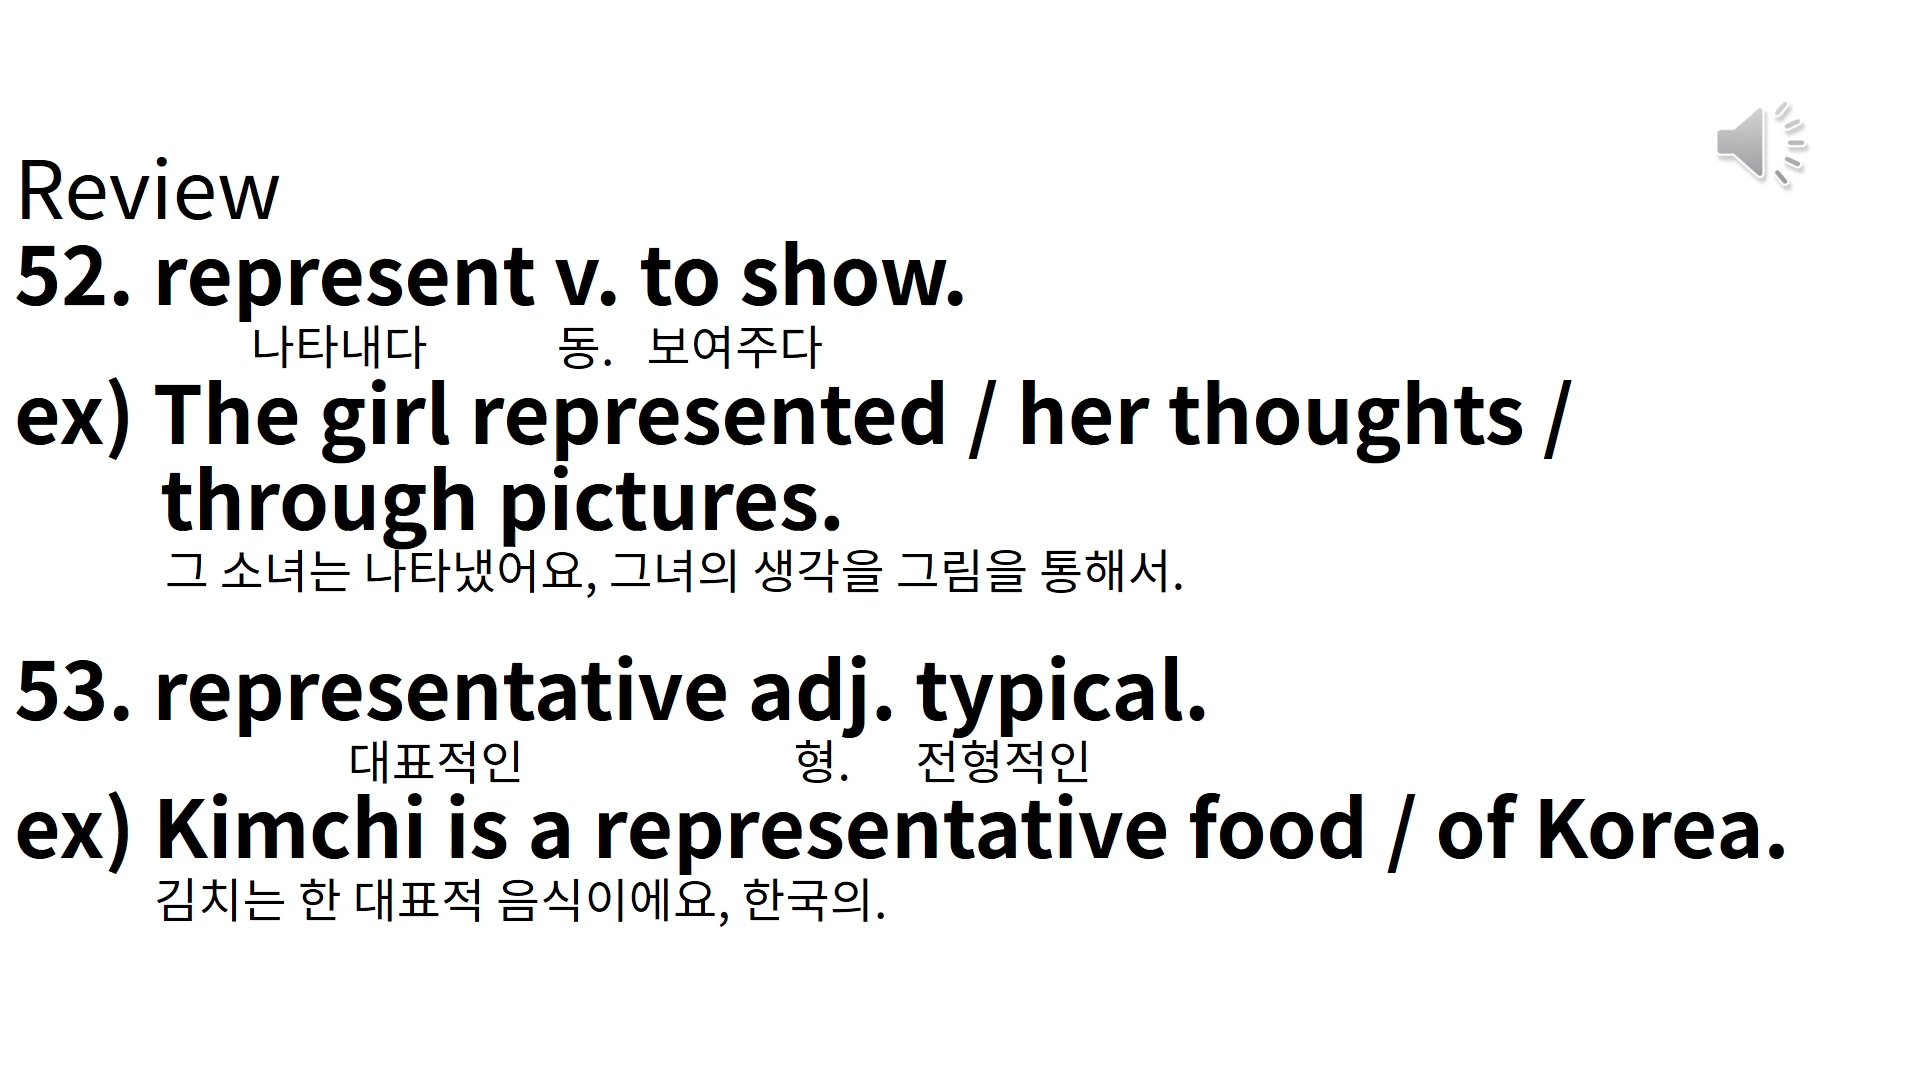 Review
52. represent v. to show.
나타내다 동. 보여주다
ex) The girl represented / her thoughts /
through pictures.
그 소녀는 나타냈어요, 그녀의 생각을 그림을 통해서.
53. representative adj. typical.
대표적인 형. 전형적인
ex) Kimchi is a representative food / of Korea.
김치는 한 대표적 음식이에요, 한국의.